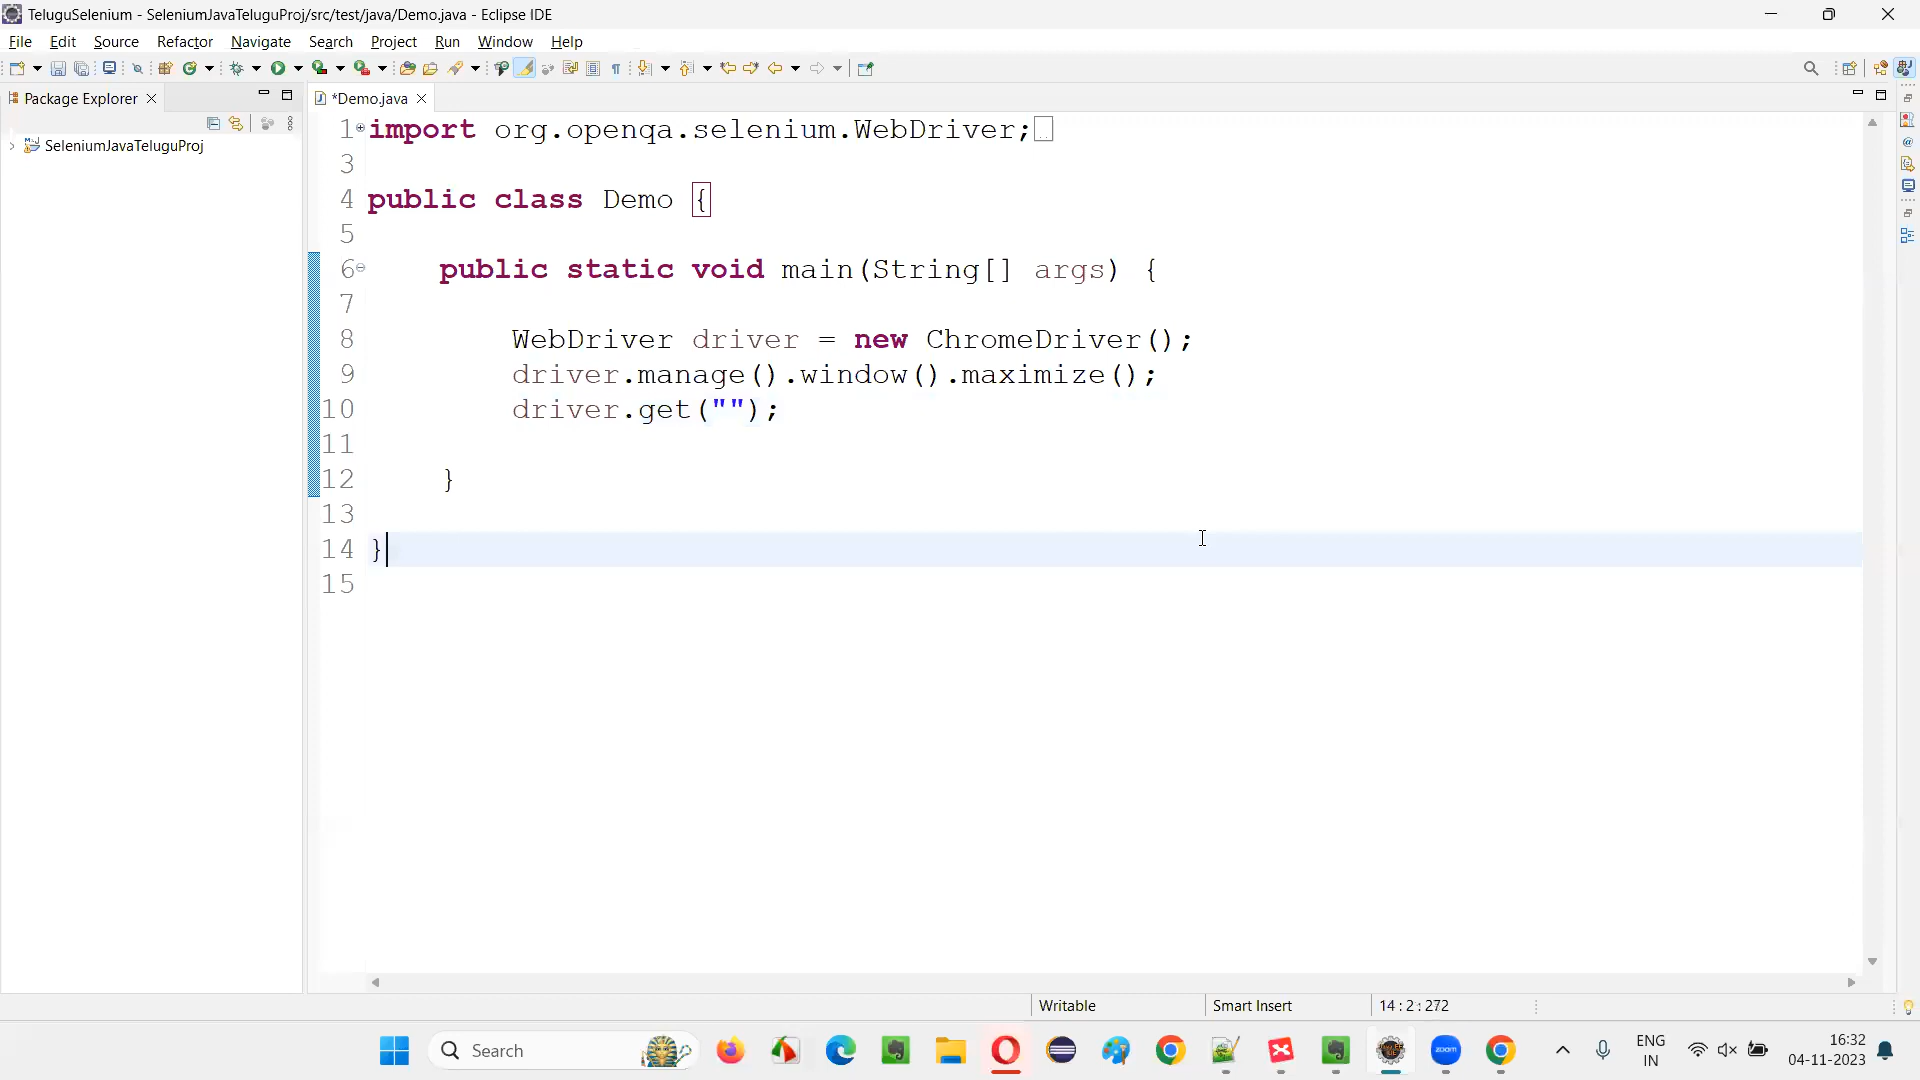 TeluguSelenium - SeleniumJavaTeluguProj/src/test/java/Demo.java - Eclipse IDE
File Edit Source Refactor Navigate Search Project Run Window Help
Package Explorer
*Demo.java
SeleniumJavaTeluguProj
1 import org.openqa.selenium.WebDriver;
3
4 public class Demo {
5
6 public static void main(String[] args) {
7
8 WebDriver driver = new ChromeDriver();
9 driver.manage().window().maximize();
10 driver.get("");
11
12 }
13
14 }
15
Writable Smart Insert 14 : 2 : 272
Search
zoom
ENG
IN
16:32
04-11-2023